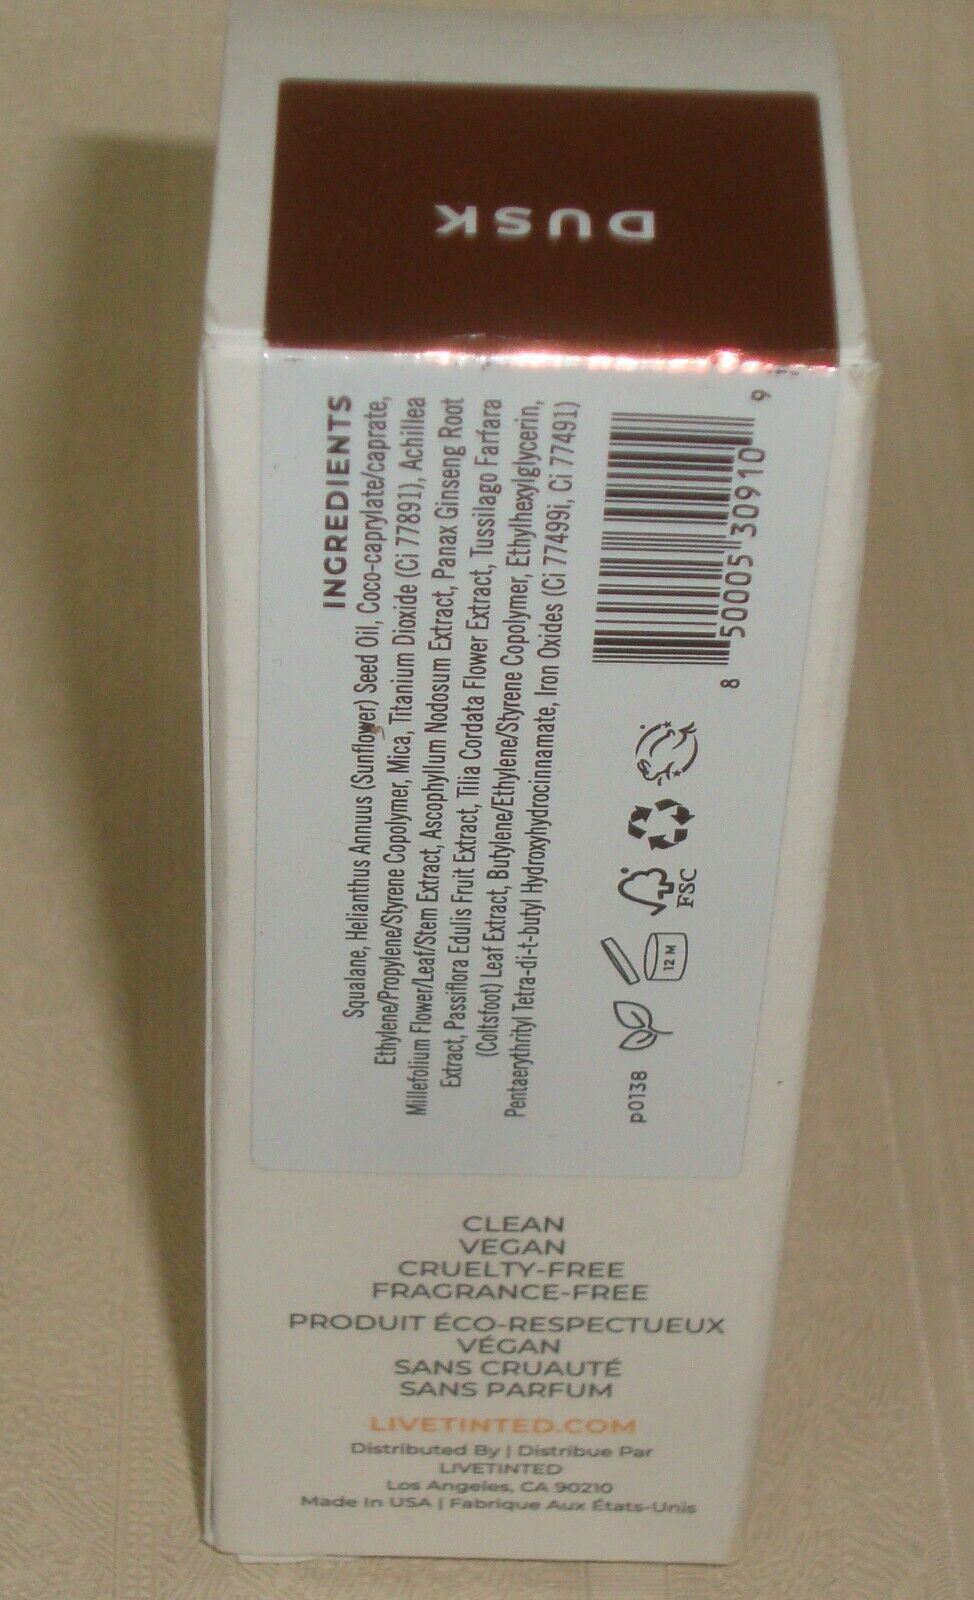 DUSK
INGREDIENTS
Squalane, Helianthus Annuus (Sunflower) Seed Oil, Coco-caprylate/caprate,
Ethylene/Propylene/Styrene Copolymer, Mica, Titanium Dioxide (Ci 77891), Achillea
Millefolium Flower/Leaf/Stem Extract, Ascophyllum Nodosum Extract, Panax Ginseng Root
Extract, Passiflora Edulis Fruit Extract, Tilia Cordata Flower Extract, Tussilago Farfara
(Coltsfoot) Leaf Extract, Butylene/Ethylene/Styrene Copolymer, Ethylhexylglycerin,
Pentaerythrityl Tetra-di-t-butyl Hydroxyhydrocinnamate, Iron Oxides (Ci 77499i, Ci 77491)
P0138
12 M
FSC
8 50005 30910 9
CLEAN
VEGAN
CRUELTY-FREE
FRAGRANCE-FREE
PRODUIT ÉCO-RESPECTUEUX
VÉGAN
SANS CRUAUTÉ
SANS PARFUM
LIVETINTED.COM
Distributed By | Distribue Par
LIVETINTED
Los Angeles, CA 90210
Made In USA | Fabrique Aux États-Unis